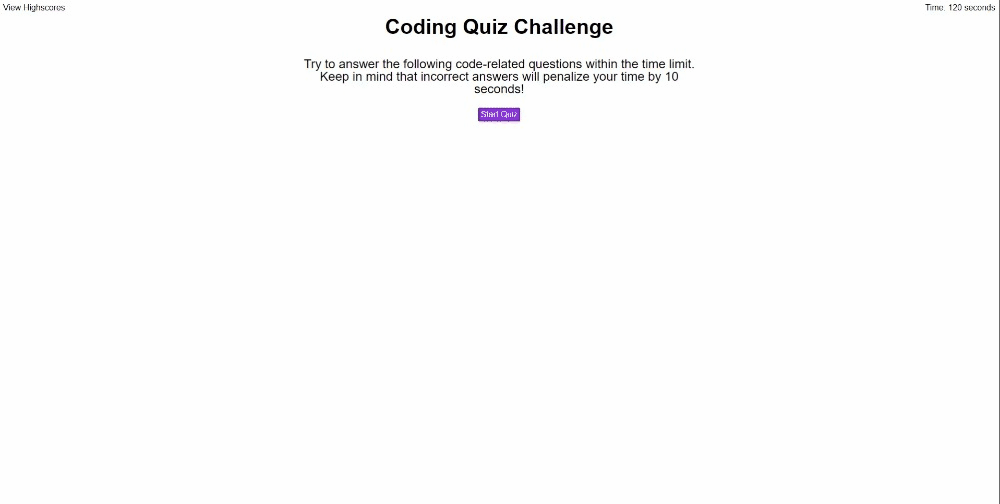 View Highscores
Time: 120 seconds
Coding Quiz Challenge
Try to answer the following code-related questions within the time limit.
Keep in mind that incorrect answers will penalize your time by 10
seconds!
Start Quiz